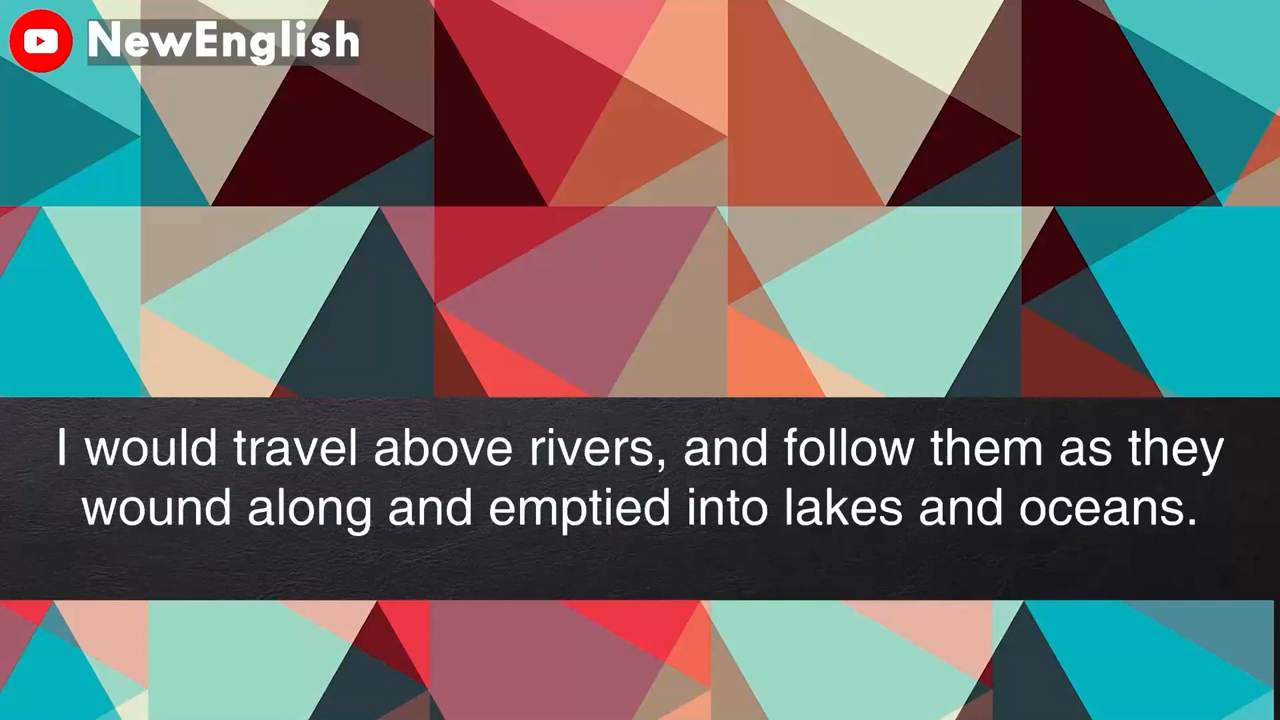 NewEnglish
I would travel above rivers, and follow them as they
wound along and emptied into lakes and oceans.